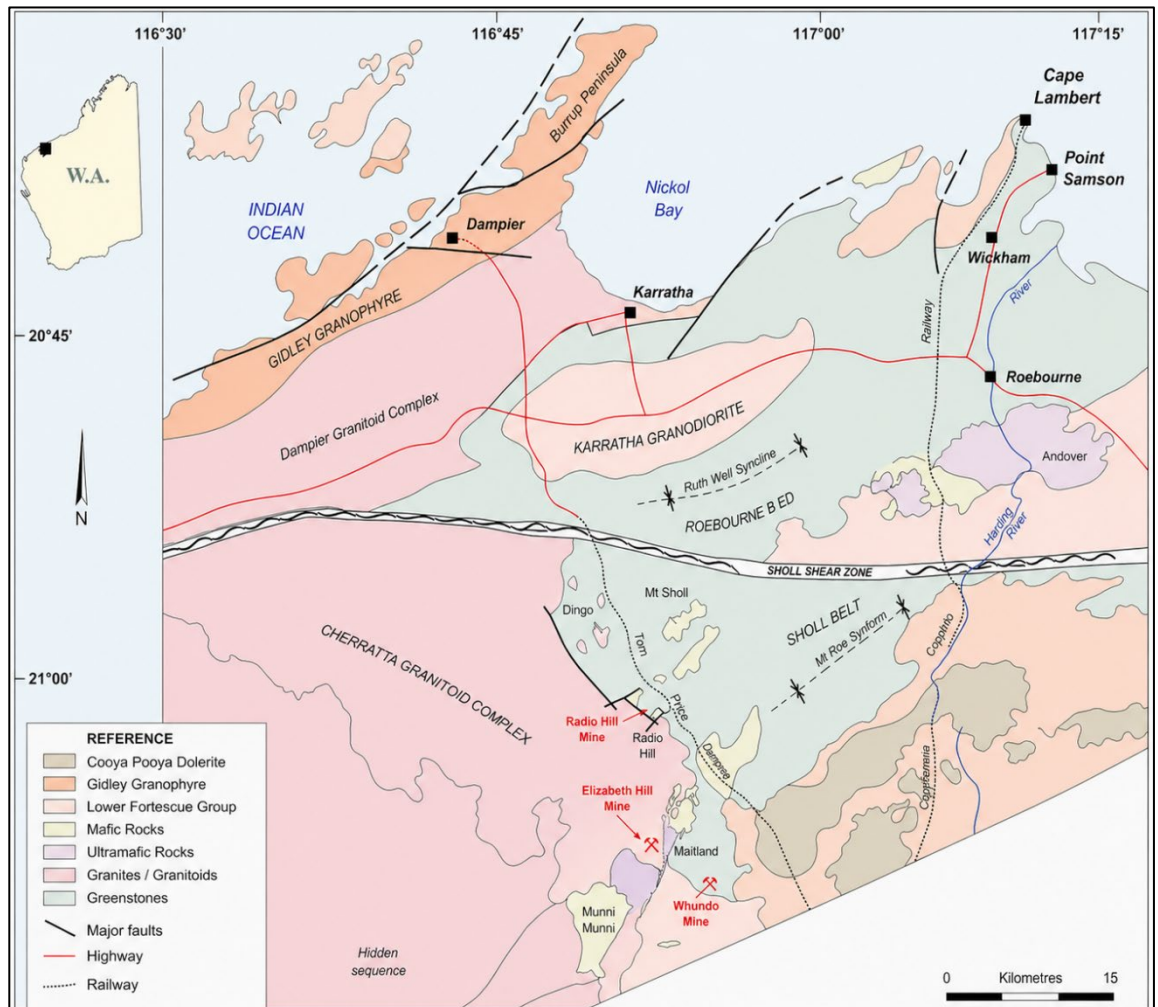 116°30'
116°45'
117°00'
117°15'
W.A.
INDIAN
OCEAN
Burrup Peninsula
Nickol
Bay
Cape
Lambert
Point
Samson
Dampier
Wickham
River
Karratha
Railway
20°45'
GIDLEY GRANOPHYRE
Roebourne
Dampier Granitoid Complex
KARRATHA GRANODIORITE
Andover
Ruth Well Syncline
ROEBOURNE B ED
N
Harding
River
SHOLL SHEAR ZONE
Mt Sholl
Dingo
SHOLL BELT
Mt Roe Synform
Coppitrio
Tom
CHERRATTA GRANITOID COMPLEX
21°00'
Price
Radio Hill
Mine
Radio
Hill
Dampree
Elizabeth Hill
Mine
Maitland
Whundo
Mine
Munni
Munni
Hidden
sequence
REFERENCE
Cooya Pooya Dolerite
Gidley Granophyre
Lower Fortescue Group
Mafic Rocks
Ultramafic Rocks
Granites / Granitoids
Greenstones
Major faults
Highway
Railway
0 Kilometres 15